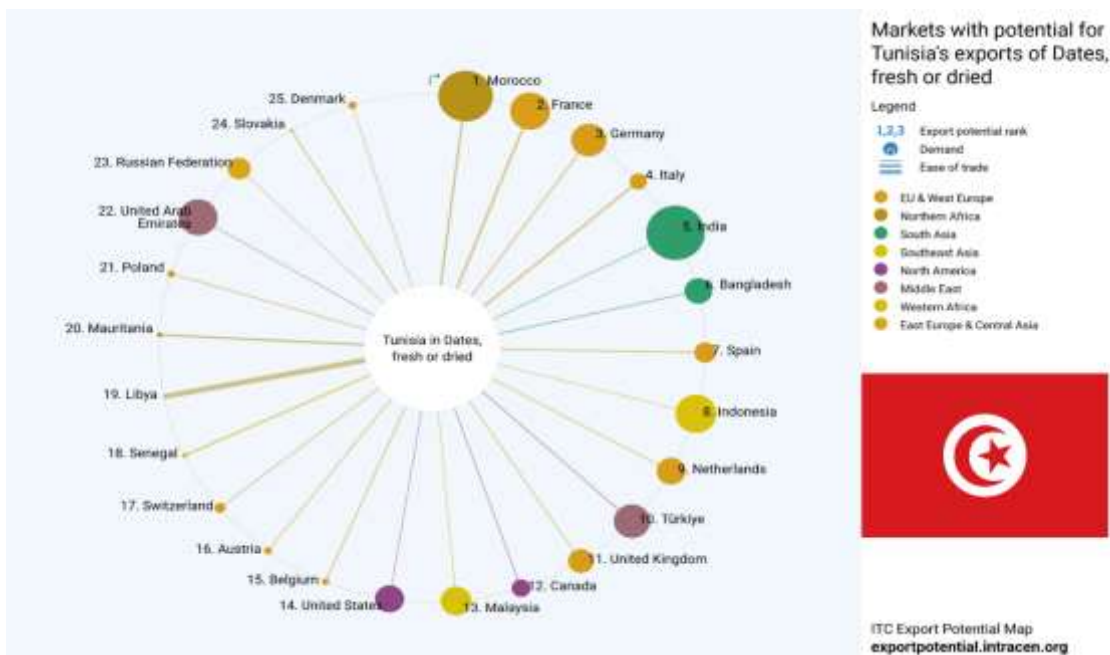 Markets with potential for
Tunisia's exports of Dates,
fresh or dried
Legend
1,2,3 Export potential rank
Demand
Ease of trade
EU & West Europe
Northern Africa
South Asia
Southeast Asia
North America
Middle East
Western Africa
East Europe & Central Asia
1. Morocco
2. France
3. Germany
4. Italy
5. India
6. Bangladesh
7. Spain
8. Indonesia
9. Netherlands
10. Türkiye
11. United Kingdom
12. Canada
13. Malaysia
14. United States
15. Belgium
16. Austria
17. Switzerland
18. Senegal
19. Libya
20. Mauritania
21. Poland
22. United Arab
Emirates
23. Russian Federation
24. Slovakia
25. Denmark
Tunisia in Dates,
fresh or dried
ITC Export Potential Map
exportpotential.intracen.org